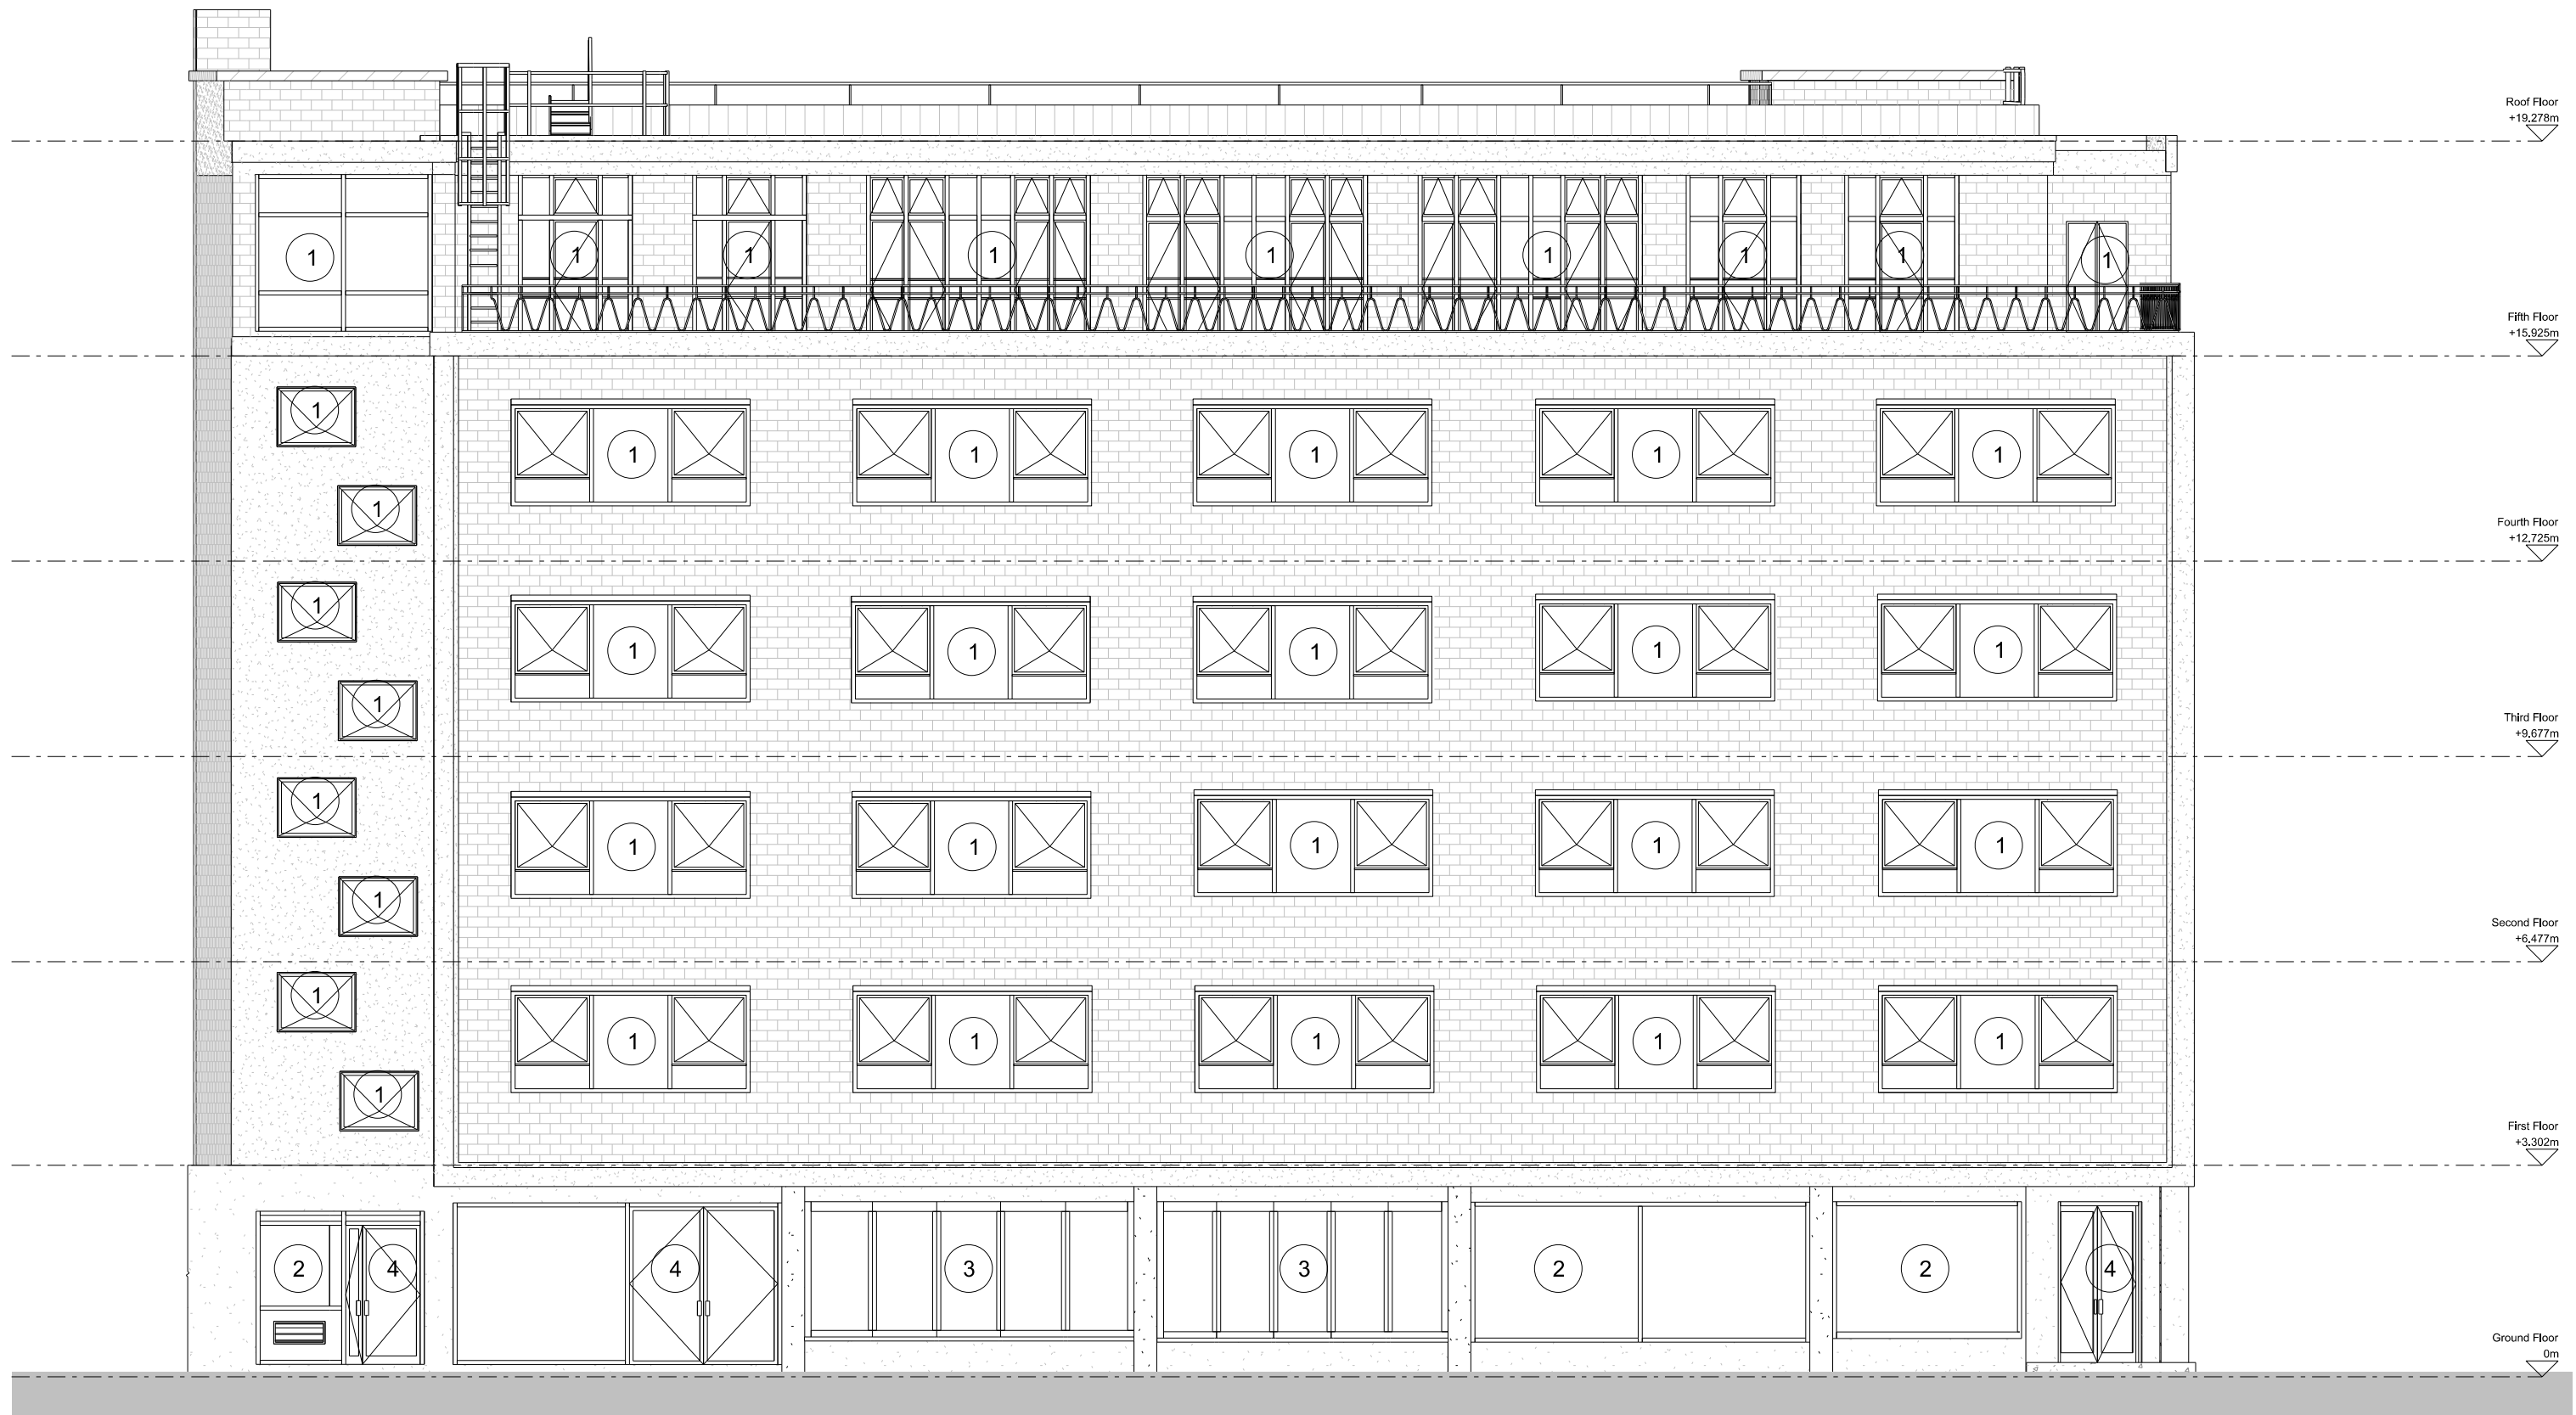 Roof Floor
+19.278m
1
1 1 1 1 1 1 1 1
Fifth Floor
+15.925m
1
1 1 1 1 1
1
Fourth Floor
+12.725m
1
1 1 1 1 1
1
Third Floor
+9.677m
1
1 1 1 1 1
1
Second Floor
+6.477m
1
1 1 1 1 1
1
First Floor
+3.302m
2 4 4 3 3 2 2 4
Ground Floor
0m